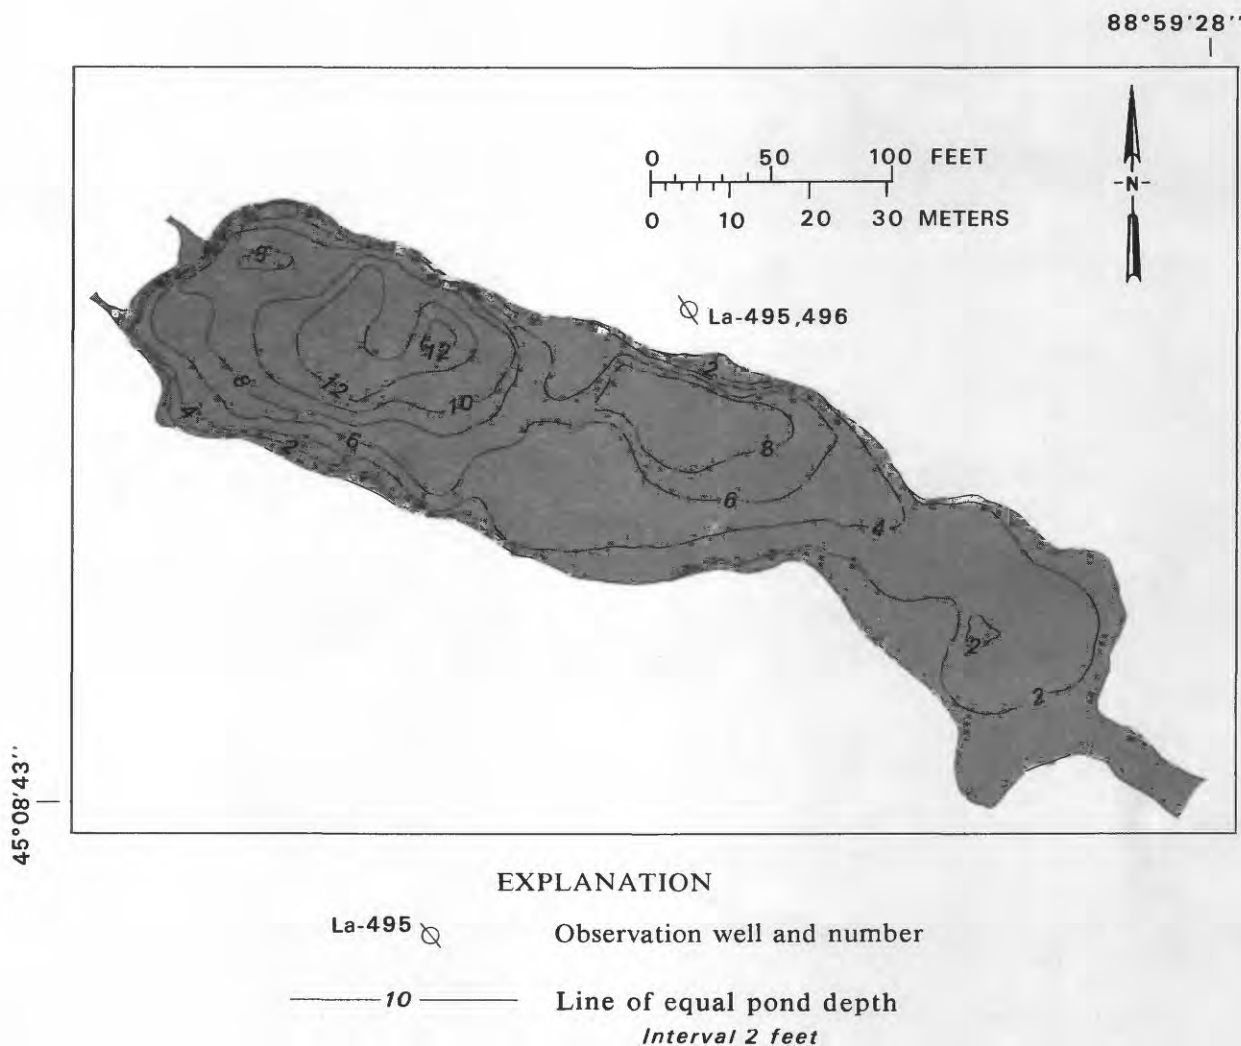 88°59'28''
0 50 100 FEET
0 10 20 30 METERS
-N-
La-495,496
8
12
12
10
8
6
4
2
2
8
6
4
2
2
45°08'43''
EXPLANATION
La-495 Observation well and number
10 Line of equal pond depth
Interval 2 feet